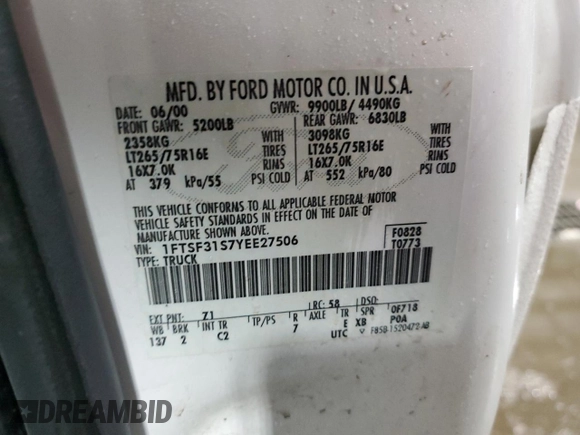 MFD. BY FORD MOTOR CO. IN U.S.A.
DATE: 06/00 GVWR: 9900LB/ 4490KG
FRONT GAWR: 5200LB REAR GAWR: 6830LB
2358KG WITH 3098KG WITH
LT265/75R16E TIRES LT265/75R16E TIRES
16X7.0K RIMS 16X7.0K RIMS
AT 379 kPa/55 PSI COLD AT 552 kPa/80 PSI COLD
THIS VEHICLE CONFORMS TO ALL APPLICABLE FEDERAL MOTOR
VEHICLE SAFETY STANDARDS IN EFFECT ON THE DATE OF
MANUFACTURE SHOWN ABOVE.
VIN: 1FTSF31S7YEE27506 F0828
TYPE: TRUCK T0773
EXT PNT: Z1 RC: 58 DSO:
WB BRK INT TR TP/PS R AXLE TR SPR 0F718
137 2 C2 7 E XB POA
UTC F85B-1520472-AB
DREAMBID